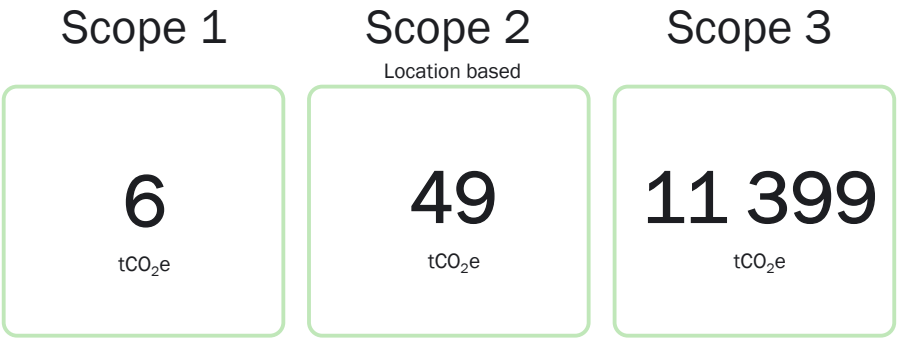 Scope 1
6
tCO₂e
Scope 2
Location based
49
tCO₂e
Scope 3
11 399
tCO₂e